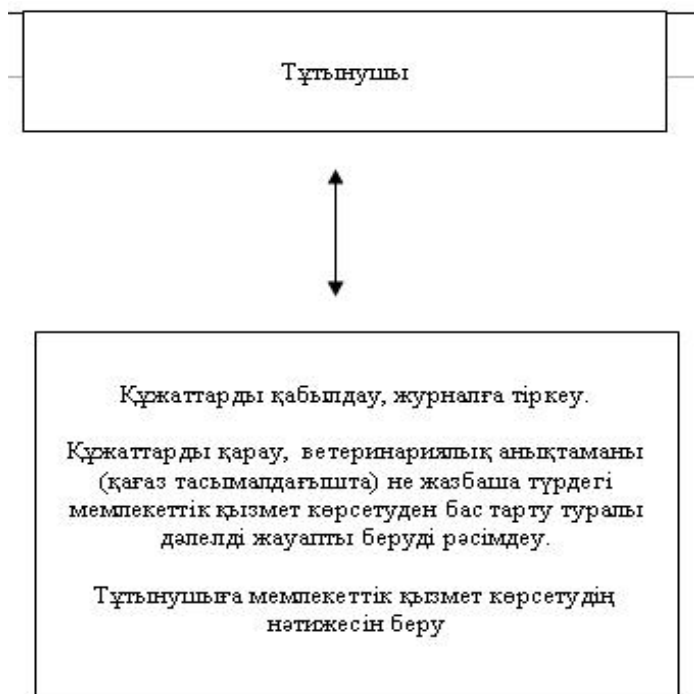 Тұтынушы
Құжаттарды қабылдау, журналға тіркеу.
Құжаттарды қарау, ветеринариялық анықтаманы
(қағаз тасымалдағышта) не жазбаша түрдегі
мемлекеттік қызмет көрсетуден бас тарту туралы
дәлелді жауапты беруді рәсімдеу.
Тұтынушыға мемлекеттік қызмет көрсетудің
нәтижесін беру